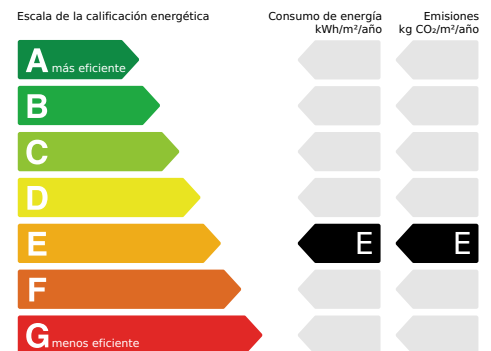 Escala de la calificación energética
Consumo de energía
kWh/m²/año
Emisiones
kg CO₂/m²/año
A más eficiente
B
C
D
E E E
F
G menos eficiente